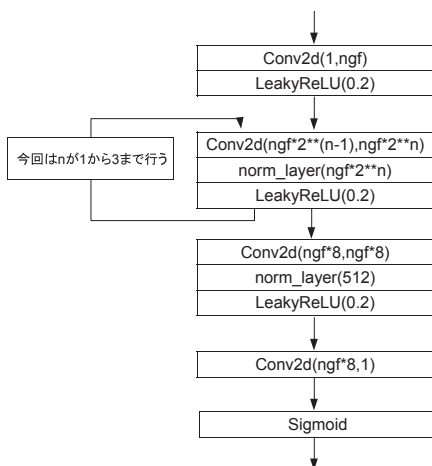 Conv2d(1,ngf)
LeakyReLU(0.2)
今回はnが1から3まで行う
Conv2d(ngf*2**(n-1),ngf*2**n)
norm_layer(ngf*2**n)
LeakyReLU(0.2)
Conv2d(ngf*8,ngf*8)
norm_layer(512)
LeakyReLU(0.2)
Conv2d(ngf*8,1)
Sigmoid